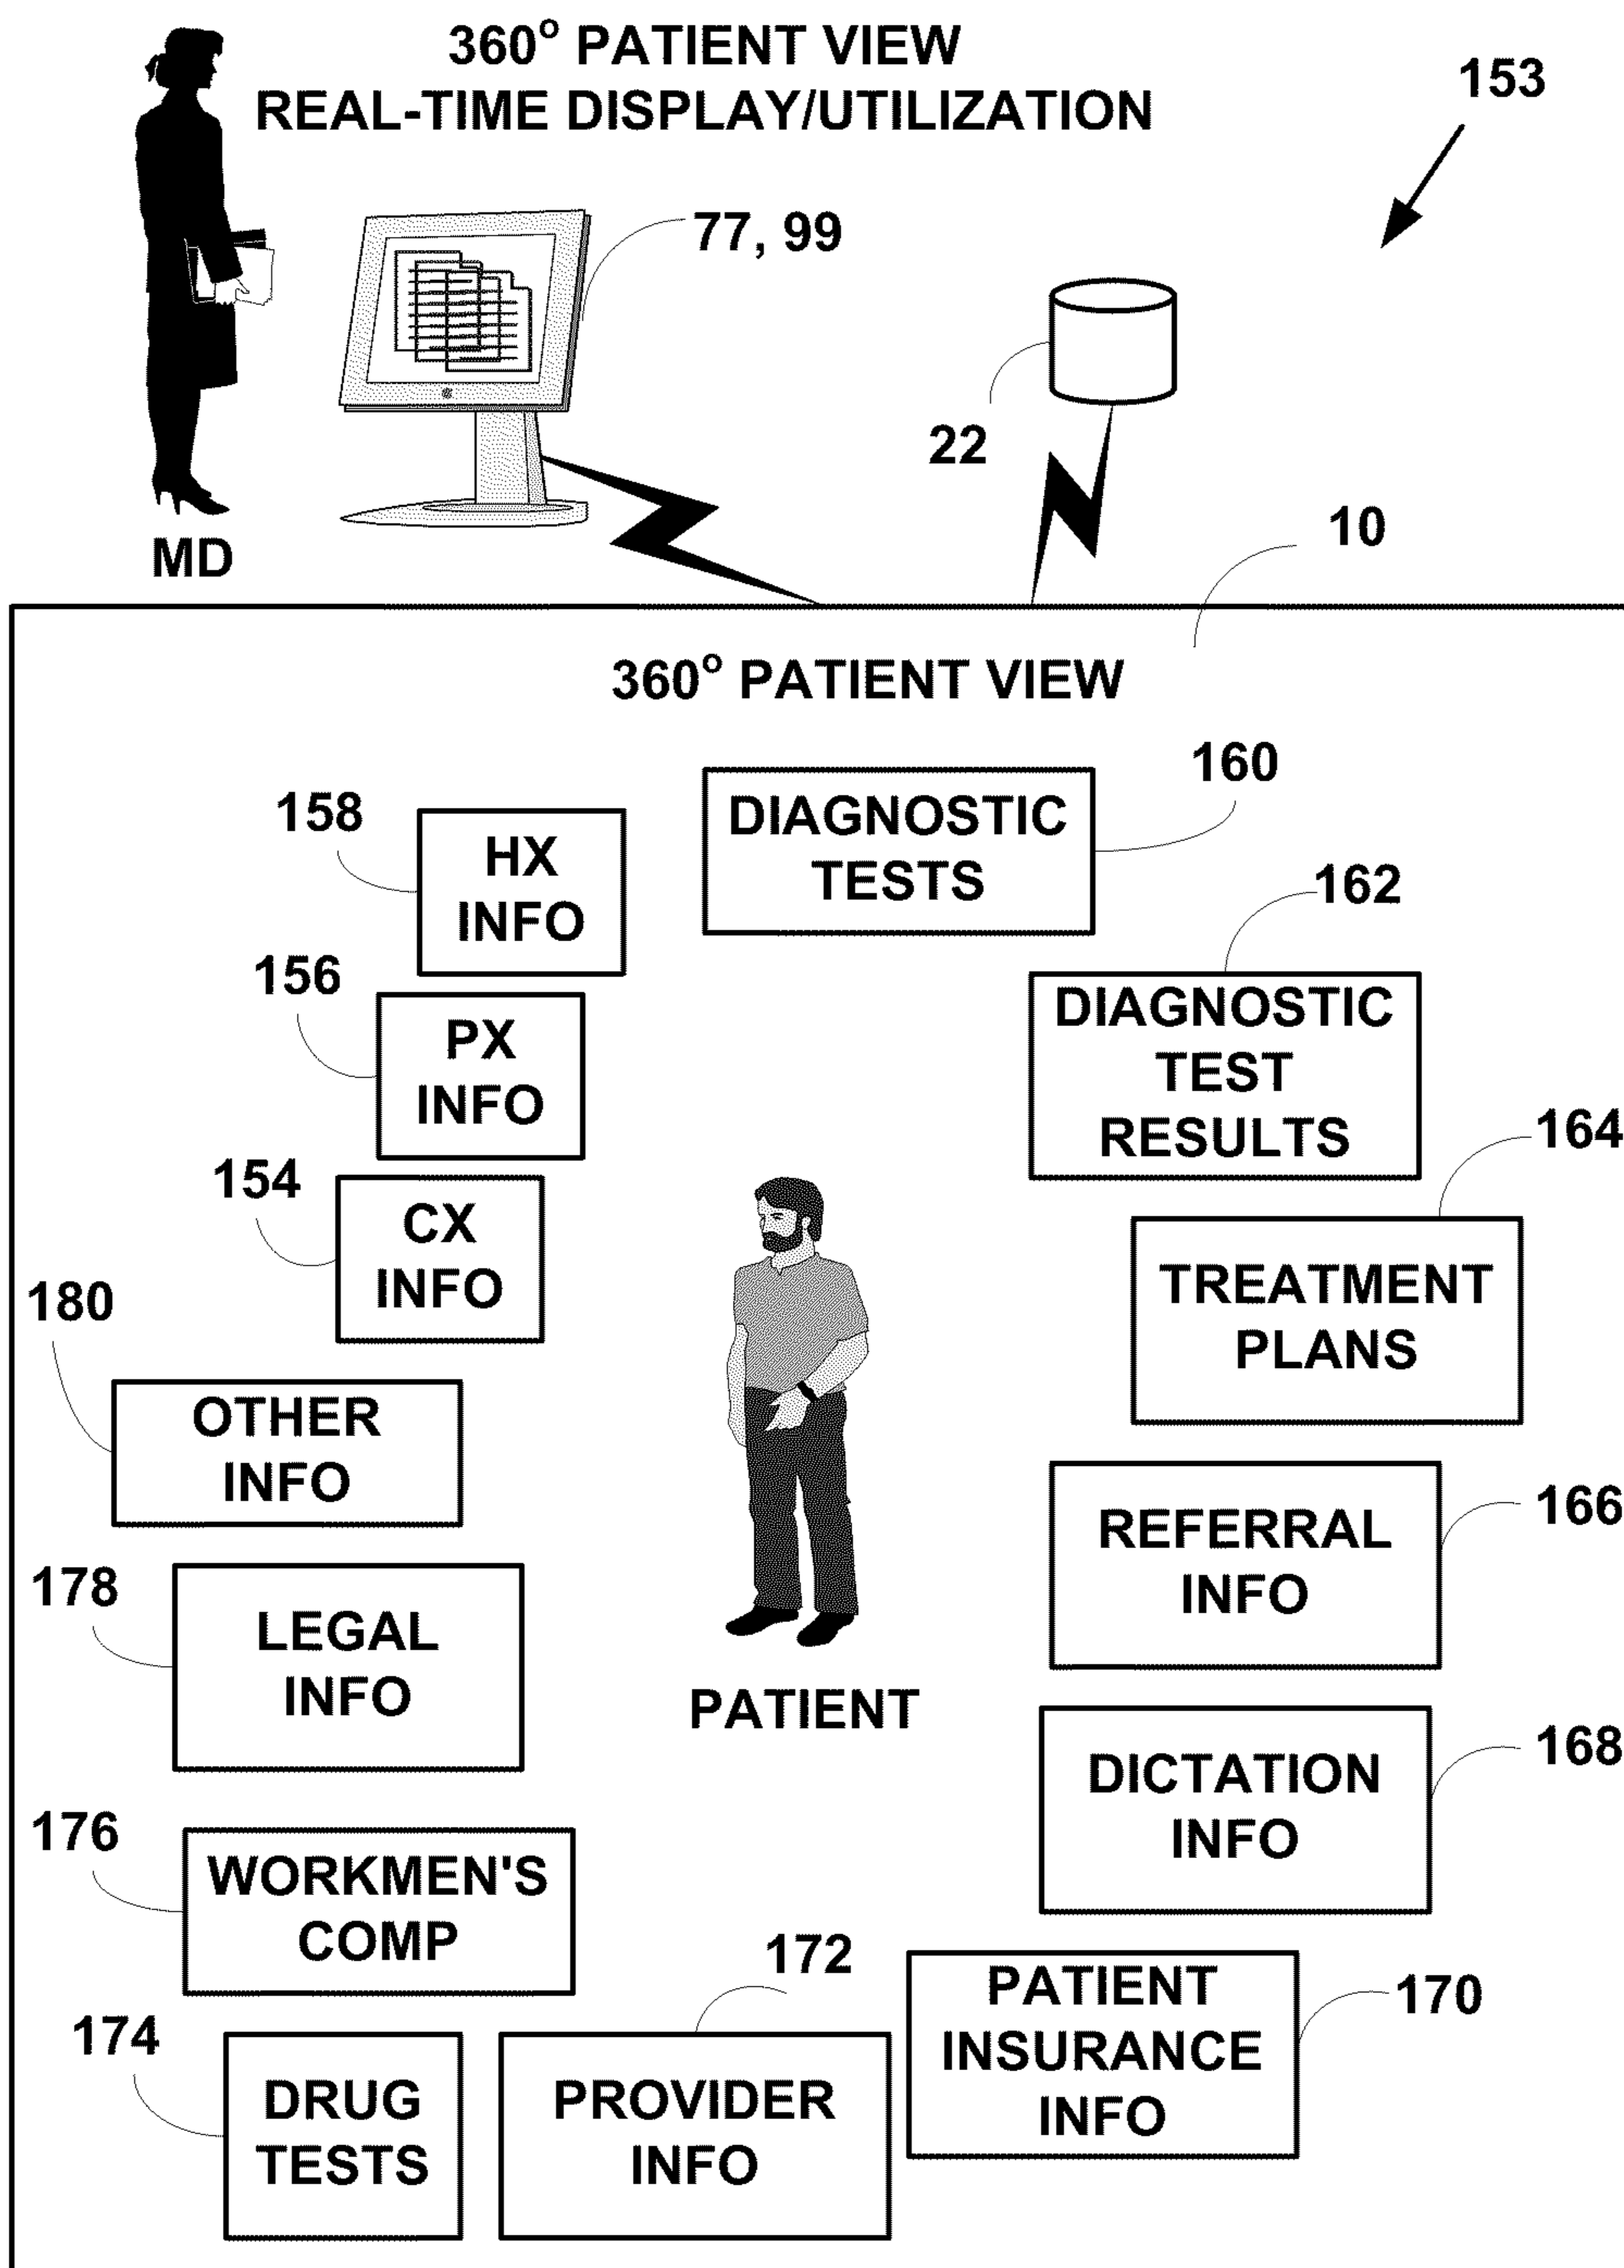 360° PATIENT VIEW
REAL-TIME DISPLAY/UTILIZATION
153
77, 99
22
MD
10
360° PATIENT VIEW
160
DIAGNOSTIC
TESTS
158
HX
INFO
162
DIAGNOSTIC
TEST
RESULTS
156
PX
INFO
164
TREATMENT
PLANS
154
CX
INFO
180
OTHER
INFO
166
REFERRAL
INFO
178
LEGAL
INFO
PATIENT
168
DICTATION
INFO
176
WORKMEN'S
COMP
172
PROVIDER
INFO
170
PATIENT
INSURANCE
INFO
174
DRUG
TESTS